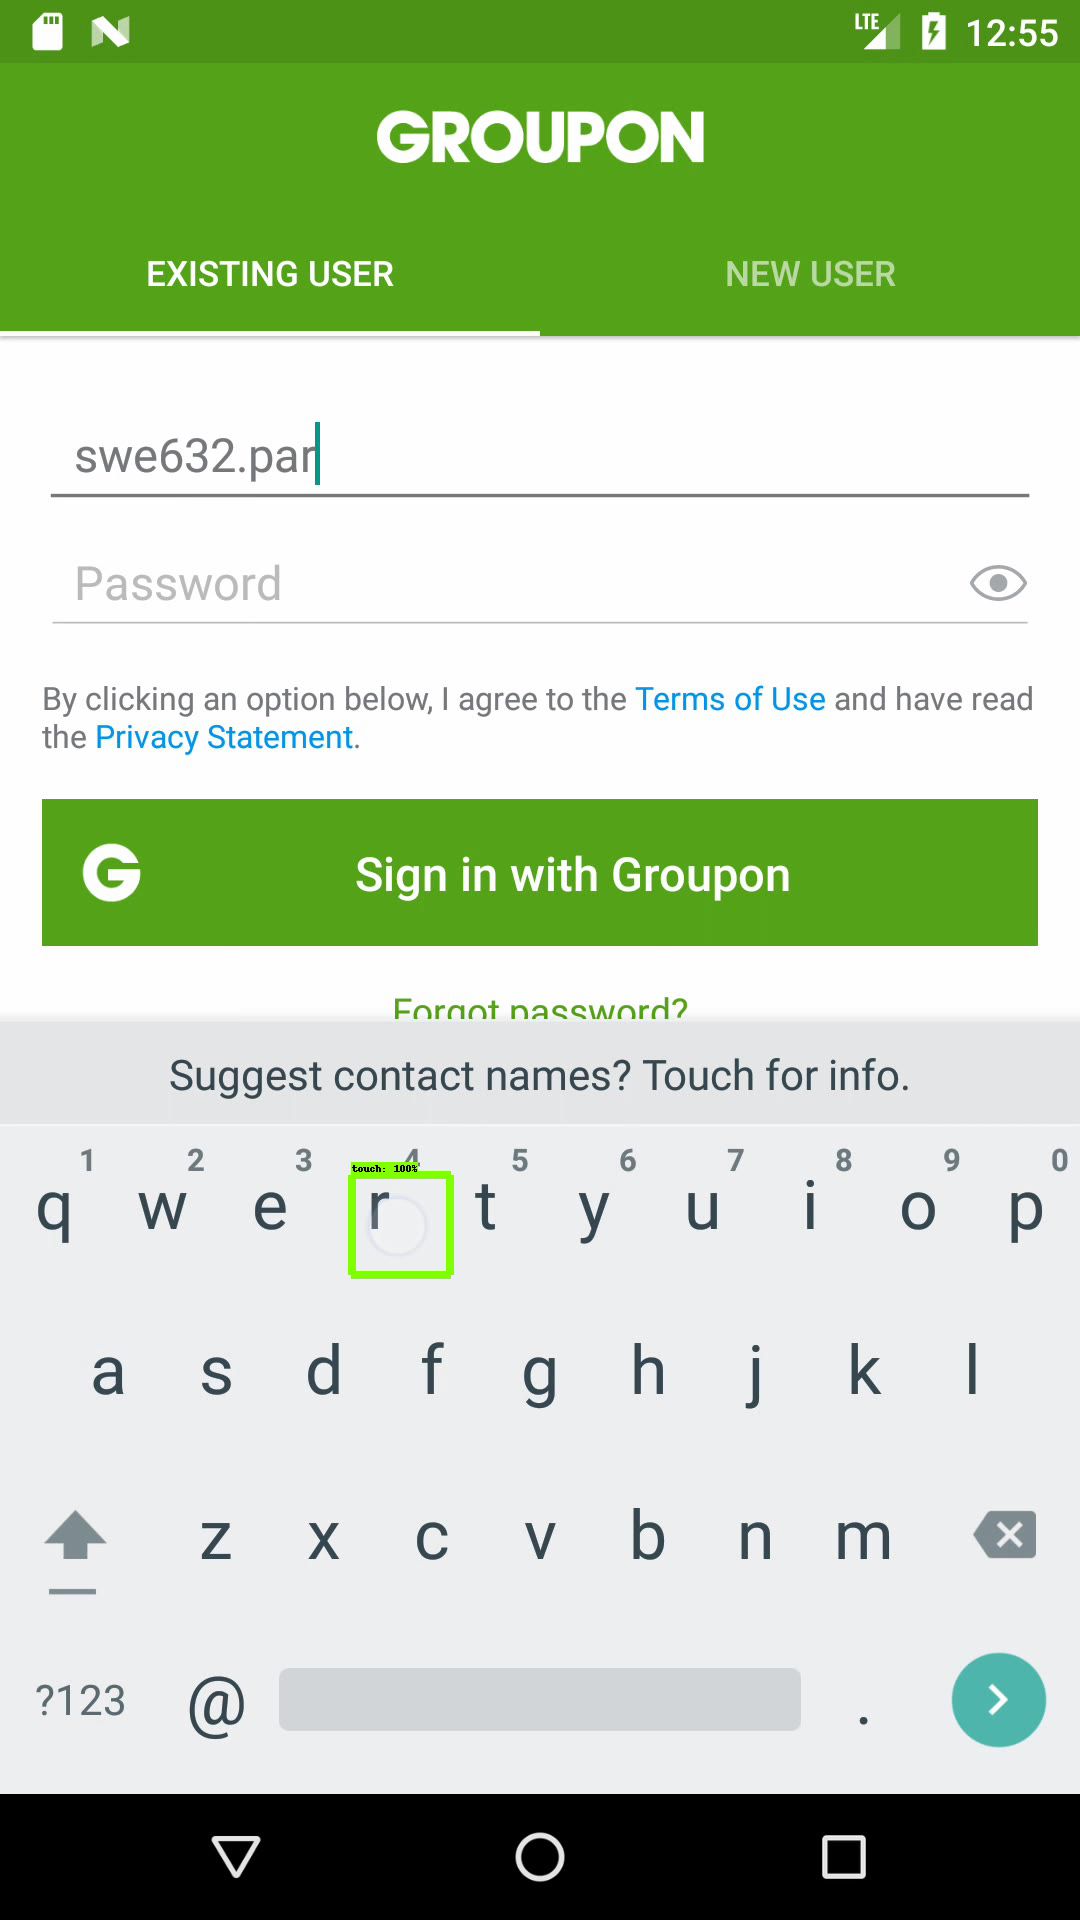 LTE 12:55
GROUPON
EXISTING USER NEW USER
swe632.par
Password
By clicking an option below, I agree to the Terms of Use and have read
the Privacy Statement.
G Sign in with Groupon
Forgot password?
Suggest contact names? Touch for info.
1 2 3 4 5 6 7 8 9 0
touch: 100%
q w e r t y u i o p
a s d f g h j k l
z x c v b n m
?123 @ .